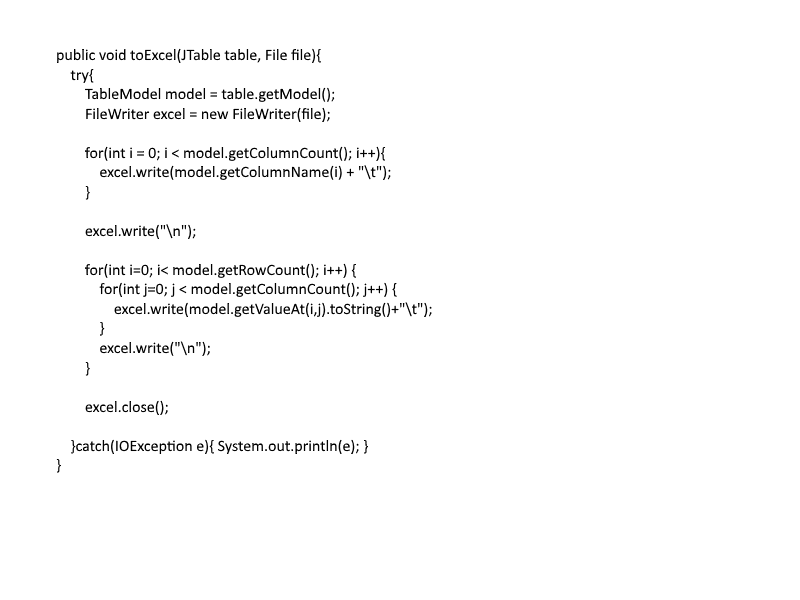 public void toExcel(JTable table, File file){
try{
TableModel model = table.getModel();
FileWriter excel = new FileWriter(file);
for(int i = 0; i < model.getColumnCount(); i++){
excel.write(model.getColumnName(i) + "\t");
}
excel.write("\n");
for(int i=0; i< model.getRowCount(); i++) {
for(int j=0; j < model.getColumnCount(); j++) {
excel.write(model.getValueAt(i,j).toString()+"\t");
}
excel.write("\n");
}
excel.close();
}catch(IOException e){ System.out.println(e); }
}